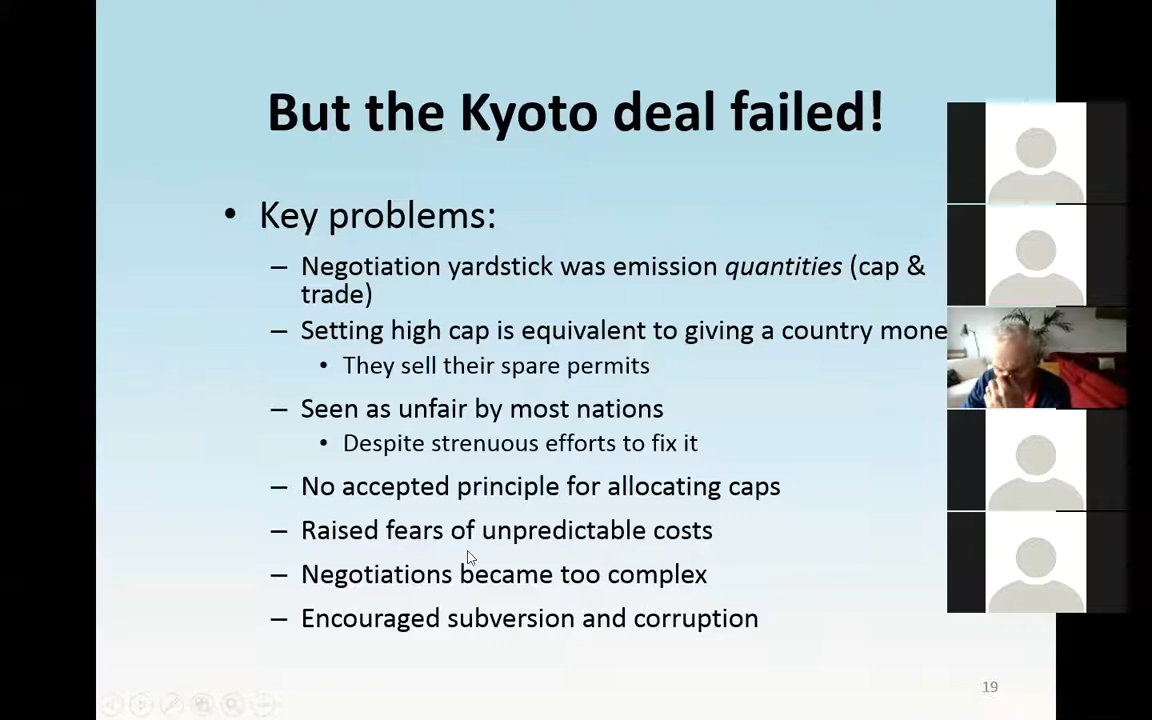 But the Kyoto deal failed!
• Key problems:
– Negotiation yardstick was emission quantities (cap &
trade)
– Setting high cap is equivalent to giving a country mone
• They sell their spare permits
– Seen as unfair by most nations
• Despite strenuous efforts to fix it
– No accepted principle for allocating caps
– Raised fears of unpredictable costs
– Negotiations became too complex
– Encouraged subversion and corruption
19